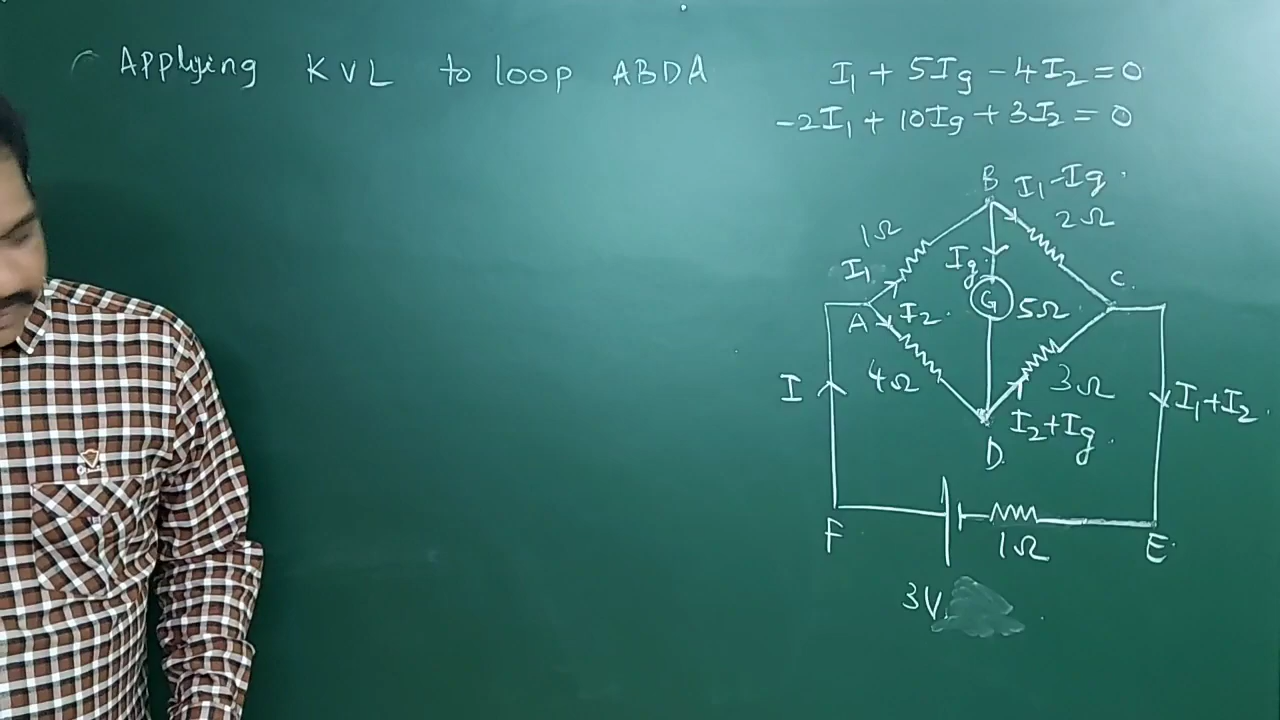 Applying KVL to loop ABDA
I₁ + 5Ig - 4I₂ = 0
-2I₁ + 10Ig + 3I₂ = 0
B I₁-Ig
1Ω 2Ω
I₁ Ig C
A I₂ G 5Ω
I 4Ω 3Ω I₁+I₂
I₂+Ig
D
F 1Ω E
3V